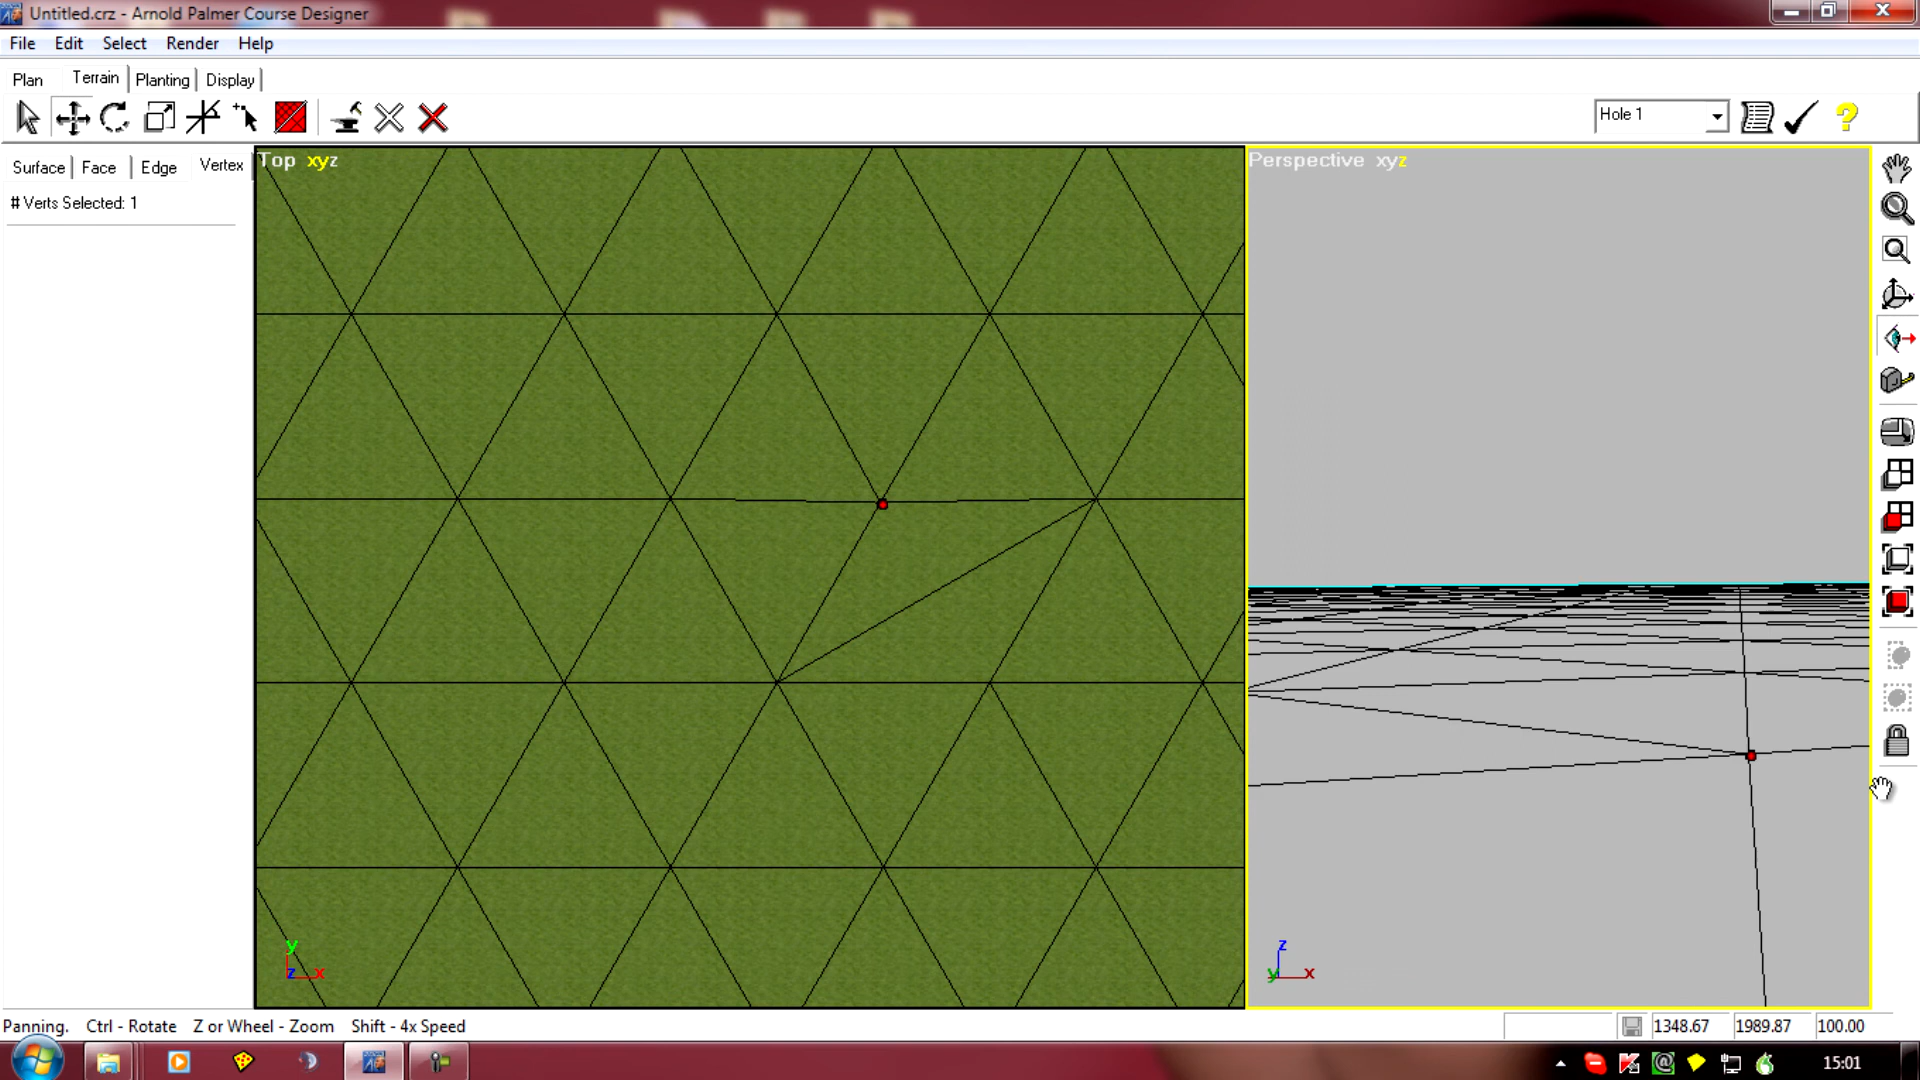 Untitled.crz - Arnold Palmer Course Designer
File Edit Select Render Help
Plan Terrain Planting Display
Hole 1
Surface Face Edge Vertex
# Verts Selected: 1
Top xyz
Perspective xyz
y
z x
z
y x
Panning. Ctrl - Rotate Z or Wheel - Zoom Shift - 4x Speed
1348.67 1989.87 100.00
15:01